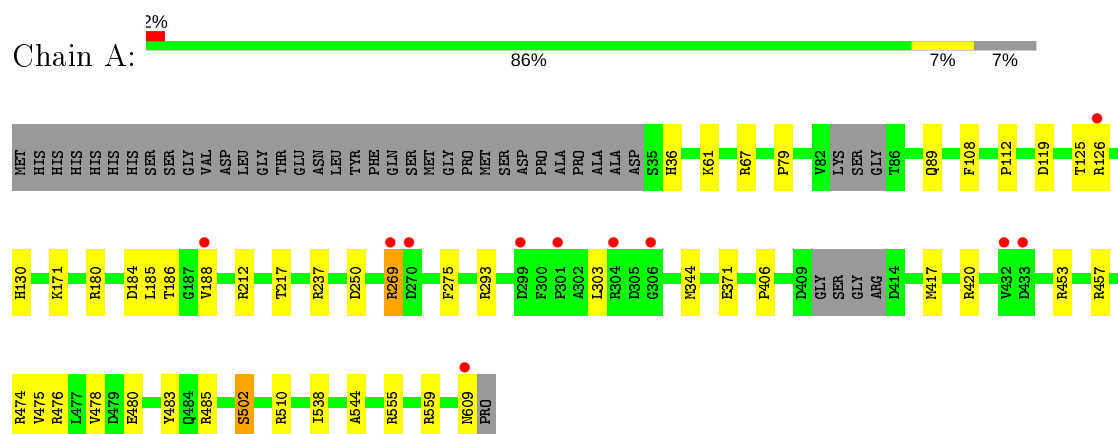 2%
Chain A:
86% 7% 7%
MET HIS HIS HIS HIS HIS HIS SER SER GLY VAL ASP LEU GLY THR GLU ASN LEU TYR PHE GLN SER MET GLY PRO MET SER ASP PRO ALA PRO ALA ALA ALA ASP S35 H36 K61 R67 P79 V82 LYS SER GLY T86 Q89 F108 P112 D119 T125 R126
H130 K171 R180 D184 L185 T186 G187 V188 R212 T217 R237 D250 R269 D270 F275 R293 D299 F300 P301 A302 L303 R304 D305 G306 M344 E371 P406 D409 GLY SER GLY ARG D414 M417 R420 V432 D433 R453 R457
R474 V475 R476 L477 V478 D479 E480 Y483 Q484 R485 S502 R510 I538 A544 R555 R559 N609 PRO